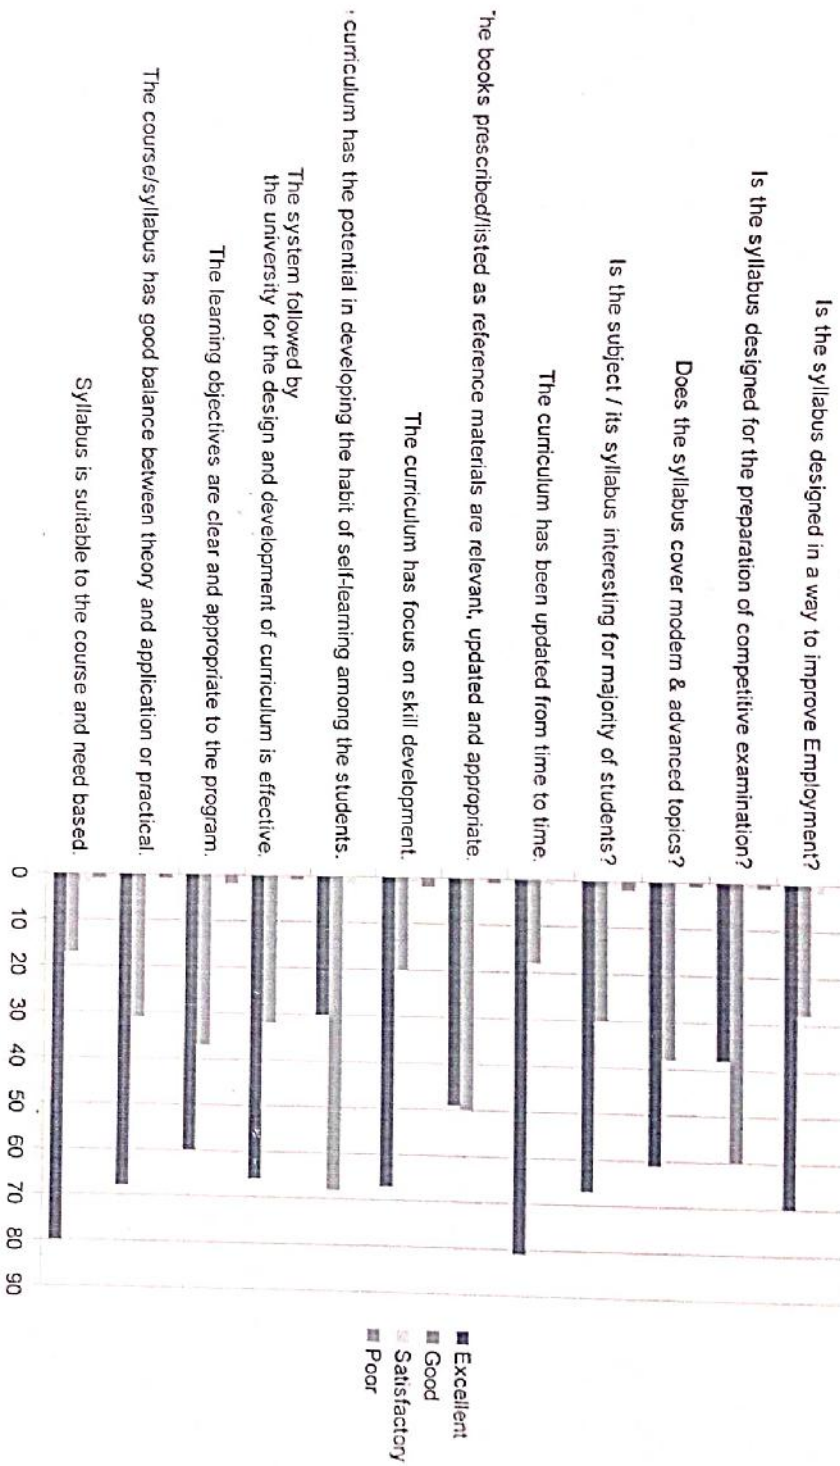 Is the syllabus designed in a way to improve Employment?
Is the syllabus designed for the preparation of competitive examination?
Does the syllabus cover modern & advanced topics?
Is the subject / its syllabus interesting for majority of students?
The curriculum has been updated from time to time.
he books prescribed/listed as reference materials are relevant, updated and appropriate.
The curriculum has focus on skill development.
curriculum has the potential in developing the habit of self-learning among the students.
The system followed by
the university for the design and development of curriculum is effective.
The learning objectives are clear and appropriate to the program.
The course/syllabus has good balance between theory and application or practical.
Syllabus is suitable to the course and need based.
0 10 20 30 40 50 60 70 80 90
Excellent
Good
Satisfactory
Poor